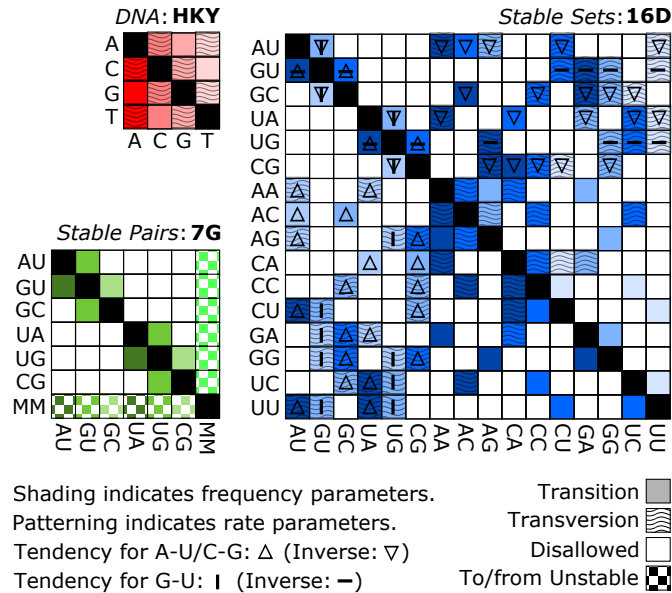 DNA: HKY
A
C
G
T
A C G T
Stable Pairs: 7G
AU
GU
GC
UA
UG
CG
MM
AU GU GC UA UG CG MM
Stable Sets: 16D
AU
GU
GC
UA
UG
CG
AA
AC
AG
CA
CC
CU
GA
GG
UC
UU
AU GU GC UA UG CG AA AC AG CA CC CU GA GG UC UU
Shading indicates frequency parameters.
Patterning indicates rate parameters.
Tendency for A-U/C-G: △ (Inverse: ▽)
Tendency for G-U: ı (Inverse: –)
Transition
Transversion
Disallowed
To/from Unstable